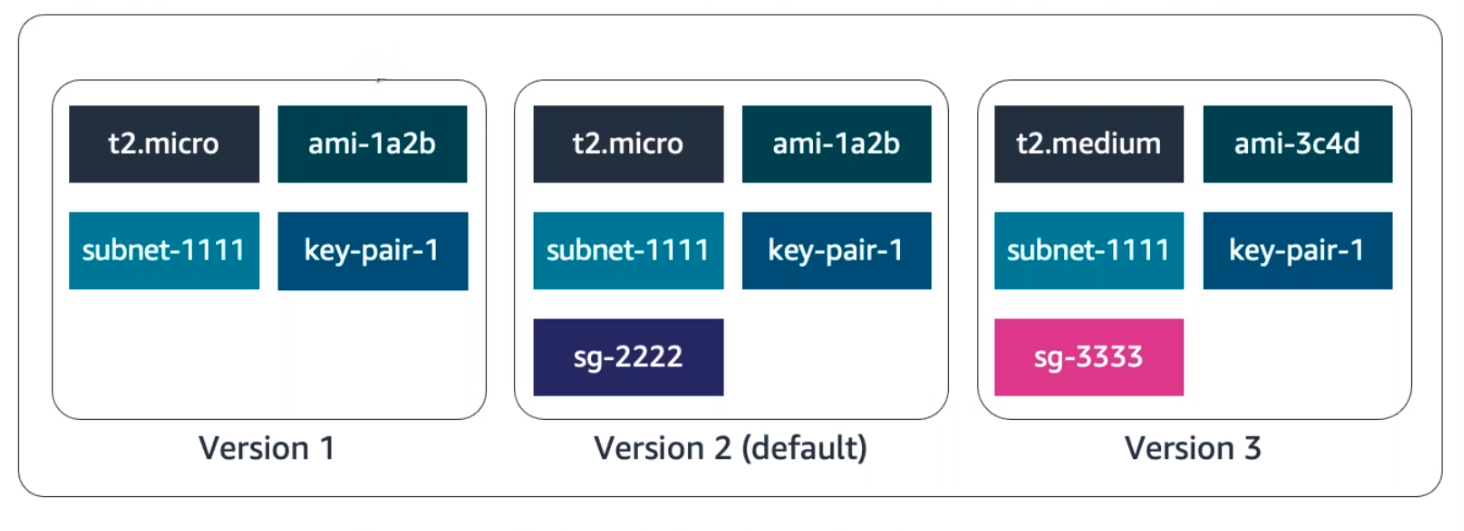 t2.micro
ami-1a2b
subnet-1111
key-pair-1
Version 1
t2.micro
ami-1a2b
subnet-1111
key-pair-1
sg-2222
Version 2 (default)
t2.medium
ami-3c4d
subnet-1111
key-pair-1
sg-3333
Version 3